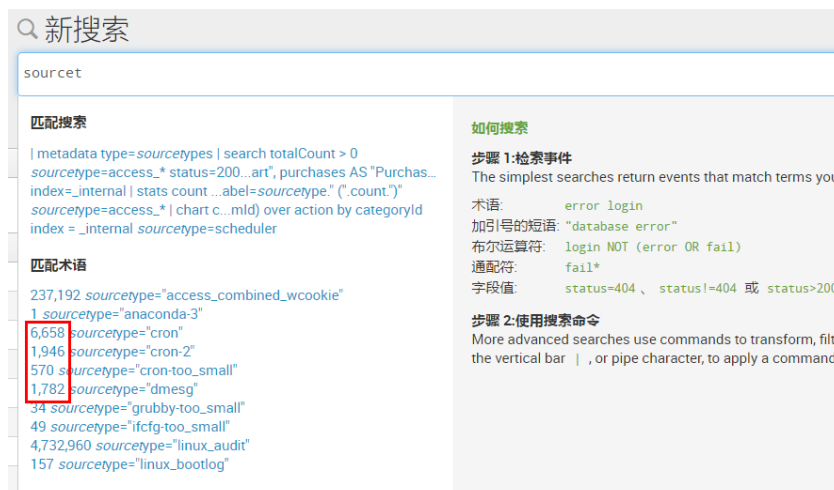 新搜索
sourcet
匹配搜索
| metadata type=sourcetypes | search totalCount > 0
sourcetype=access_* status=200...art", purchases AS "Purchas...
index=_internal | stats count ...abel=sourcetype." (".count.")"
sourcetype=access_* | chart c...mId) over action by categoryId
index = _internal sourcetype=scheduler
匹配术语
237,192 sourcetype="access_combined_wcookie"
1 sourcetype="anaconda-3"
6,658 sourcetype="cron"
1,946 sourcetype="cron-2"
570 sourcetype="cron-too_small"
1,782 sourcetype="dmesg"
34 sourcetype="grubby-too_small"
49 sourcetype="ifcfg-too_small"
4,732,960 sourcetype="linux_audit"
157 sourcetype="linux_bootlog"
如何搜索
步骤 1:检索事件
The simplest searches return events that match terms you
术语: error login
加引号的短语: "database error"
布尔运算符: login NOT (error OR fail)
通配符: fail*
字段值: status=404 、 status!=404 或 status>200
步骤 2:使用搜索命令
More advanced searches use commands to transform, filt
the vertical bar | , or pipe character, to apply a command